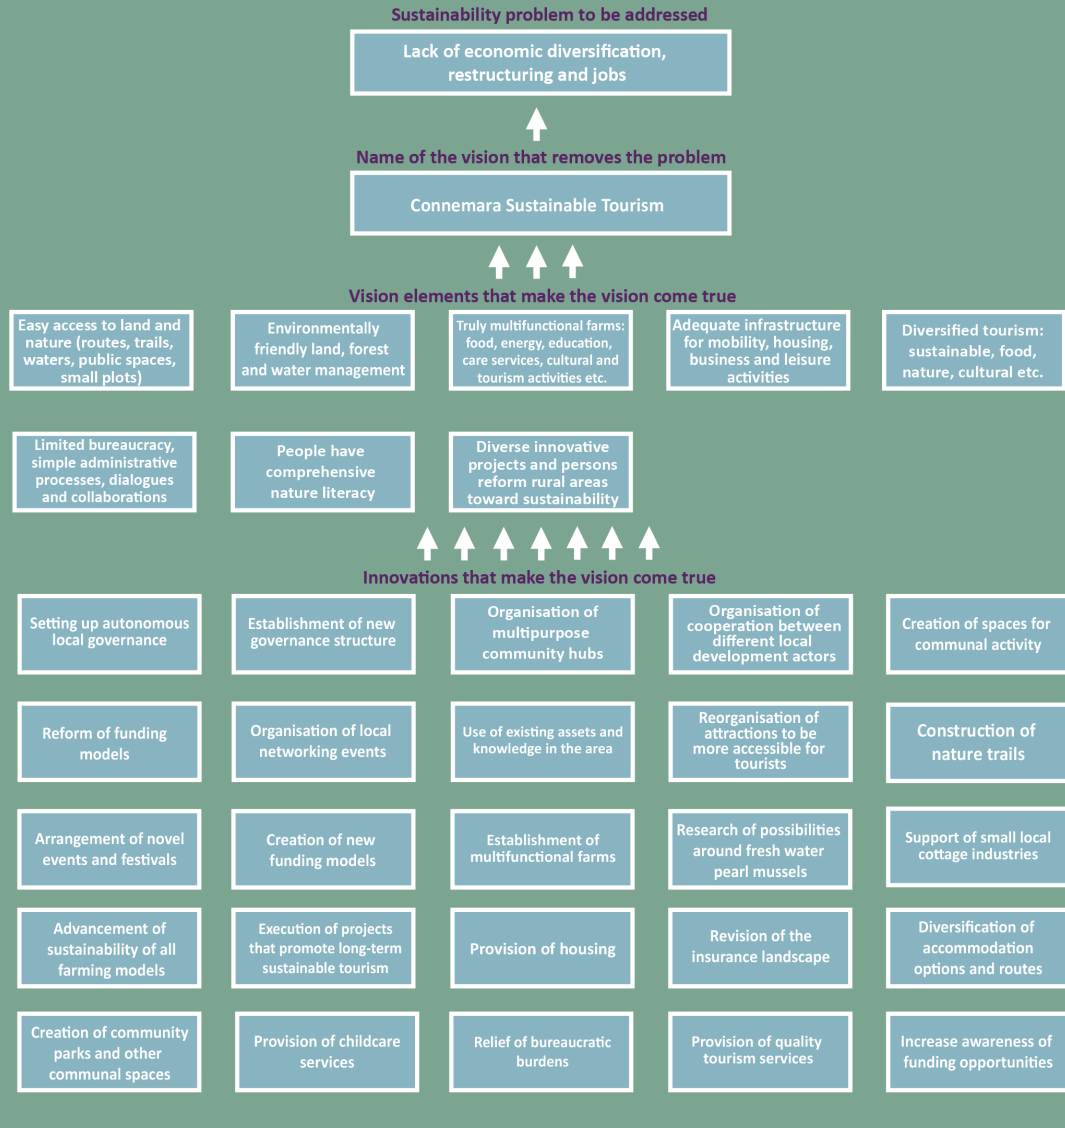 Sustainability problem to be addressed
Lack of economic diversification,
restructuring and jobs
Name of the vision that removes the problem
Connemara Sustainable Tourism
Vision elements that make the vision come true
Easy access to land and
nature (routes, trails,
waters, public spaces,
small plots)
Environmentally
friendly land, forest
and water management
Truly multifunctional farms:
food, energy, education,
care services, cultural and
tourism activities etc.
Adequate infrastructure
for mobility, housing,
business and leisure
activities
Diversified tourism:
sustainable, food,
nature, cultural etc.
Limited bureaucracy,
simple administrative
processes, dialogues
and collaborations
People have
comprehensive
nature literacy
Diverse innovative
projects and persons
reform rural areas
toward sustainability
Innovations that make the vision come true
Setting up autonomous
local governance
Establishment of new
governance structure
Organisation of
multipurpose
community hubs
Organisation of
cooperation between
different local
development actors
Creation of spaces for
communal activity
Reform of funding
models
Organisation of local
networking events
Use of existing assets and
knowledge in the area
Reorganisation of
attractions to be
more accessible for
tourists
Construction of
nature trails
Arrangement of novel
events and festivals
Creation of new
funding models
Establishment of
multifunctional farms
Research of possibilities
around fresh water
pearl mussels
Support of small local
cottage industries
Advancement of
sustainability of all
farming models
Execution of projects
that promote long-term
sustainable tourism
Provision of housing
Revision of the
insurance landscape
Diversification of
accommodation
options and routes
Creation of community
parks and other
communal spaces
Provision of childcare
services
Relief of bureaucratic
burdens
Provision of quality
tourism services
Increase awareness of
funding opportunities